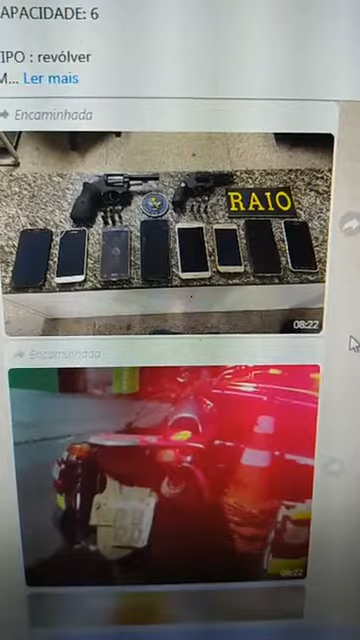 APACIDADE: 6
IPO : revólver
M... Ler mais
Encaminhada
RAIO
08:22
Encaminhada
08:22